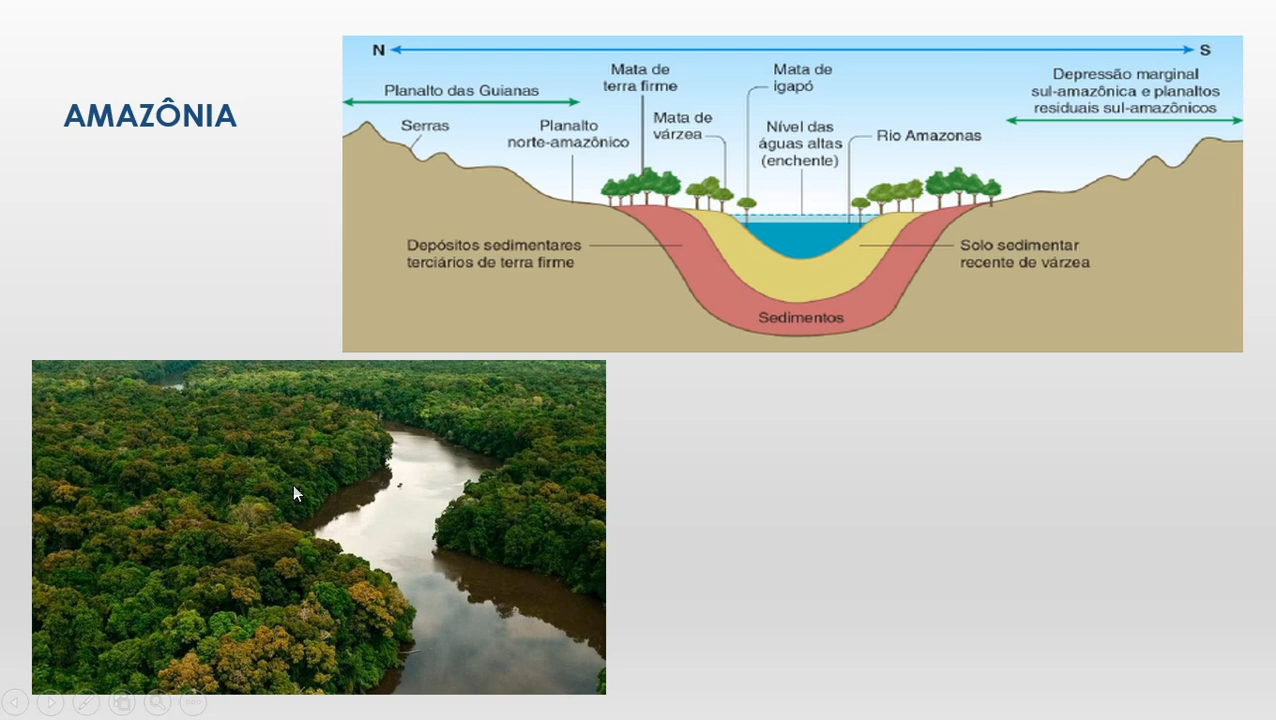 AMAZÔNIA
N
S
Planalto das Guianas
Mata de
terra firme
Mata de
igapó
Depressão marginal
sul-amazônica e planaltos
residuais sul-amazônicos
Serras
Planalto
norte-amazônico
Mata de
várzea
Nível das
águas altas
(enchente)
Rio Amazonas
Depósitos sedimentares
terciários de terra firme
Solo sedimentar
recente de várzea
Sedimentos